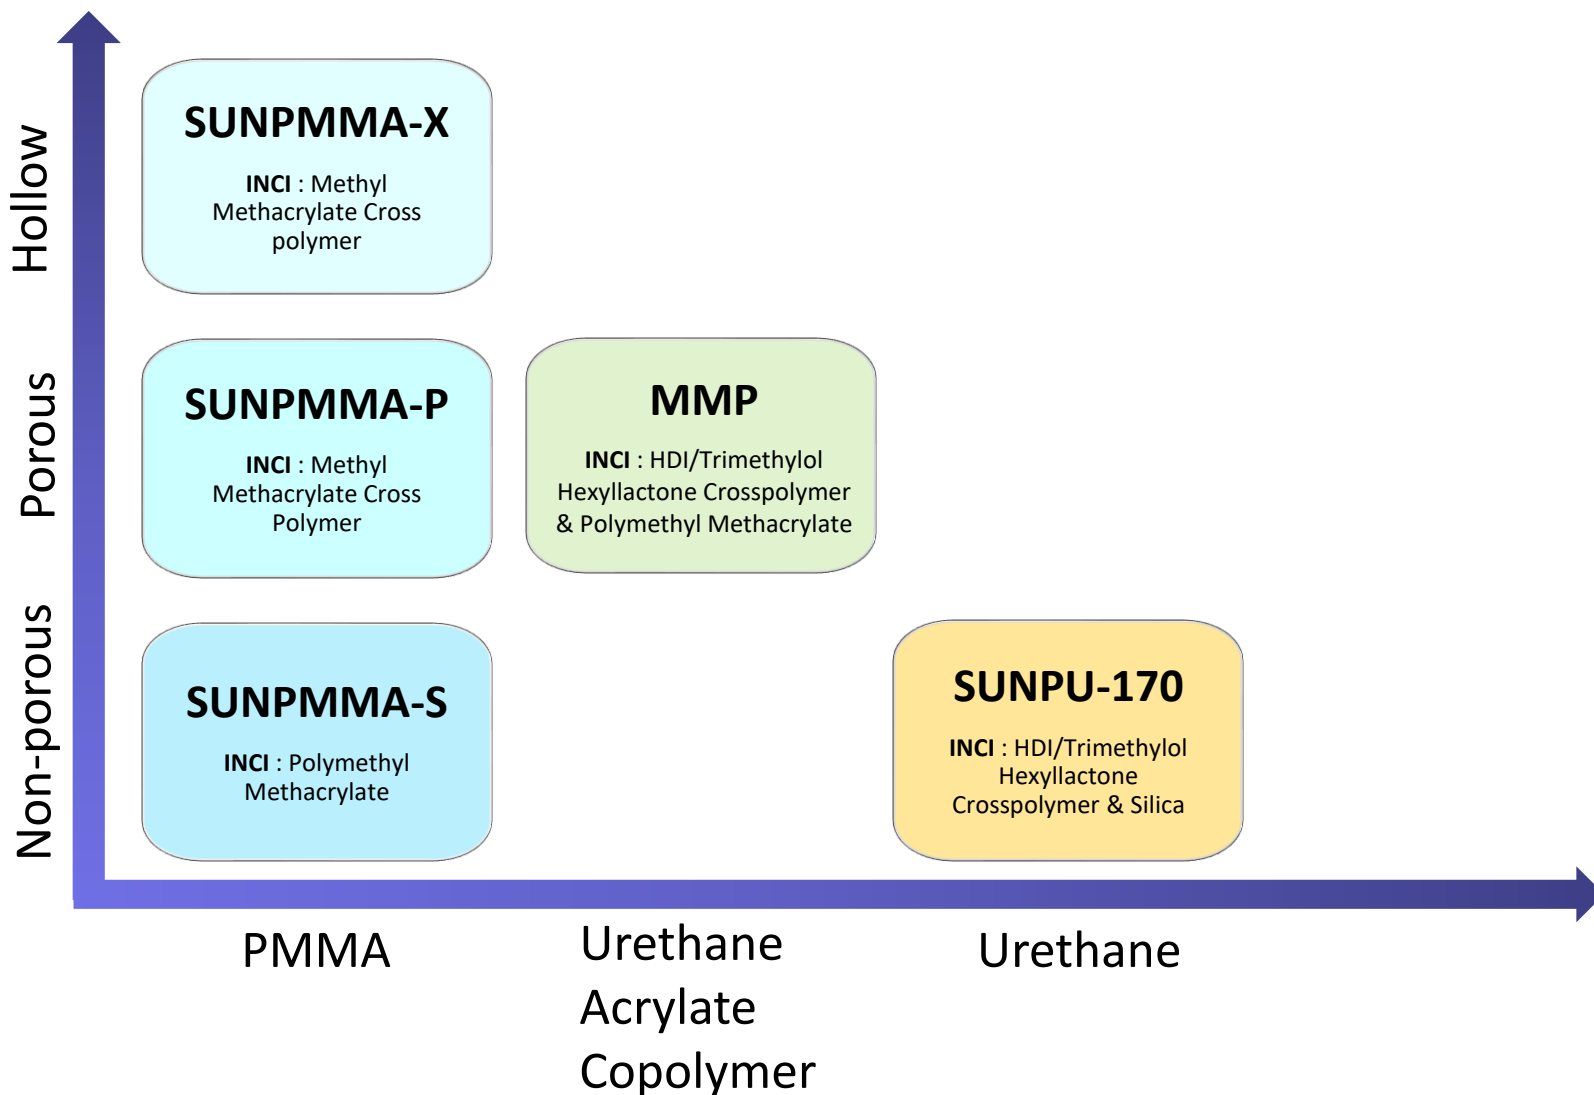 Hollow
SUNPMMA-X
INCI : Methyl
Methacrylate Cross
polymer
Porous
SUNPMMA-P
INCI : Methyl
Methacrylate Cross
Polymer
MMP
INCI : HDI/Trimethylol
Hexyllactone Crosspolymer
& Polymethyl Methacrylate
Non-porous
SUNPMMA-S
INCI : Polymethyl
Methacrylate
SUNPU-170
INCI : HDI/Trimethylol
Hexyllactone
Crosspolymer & Silica
PMMA
Urethane
Acrylate
Copolymer
Urethane